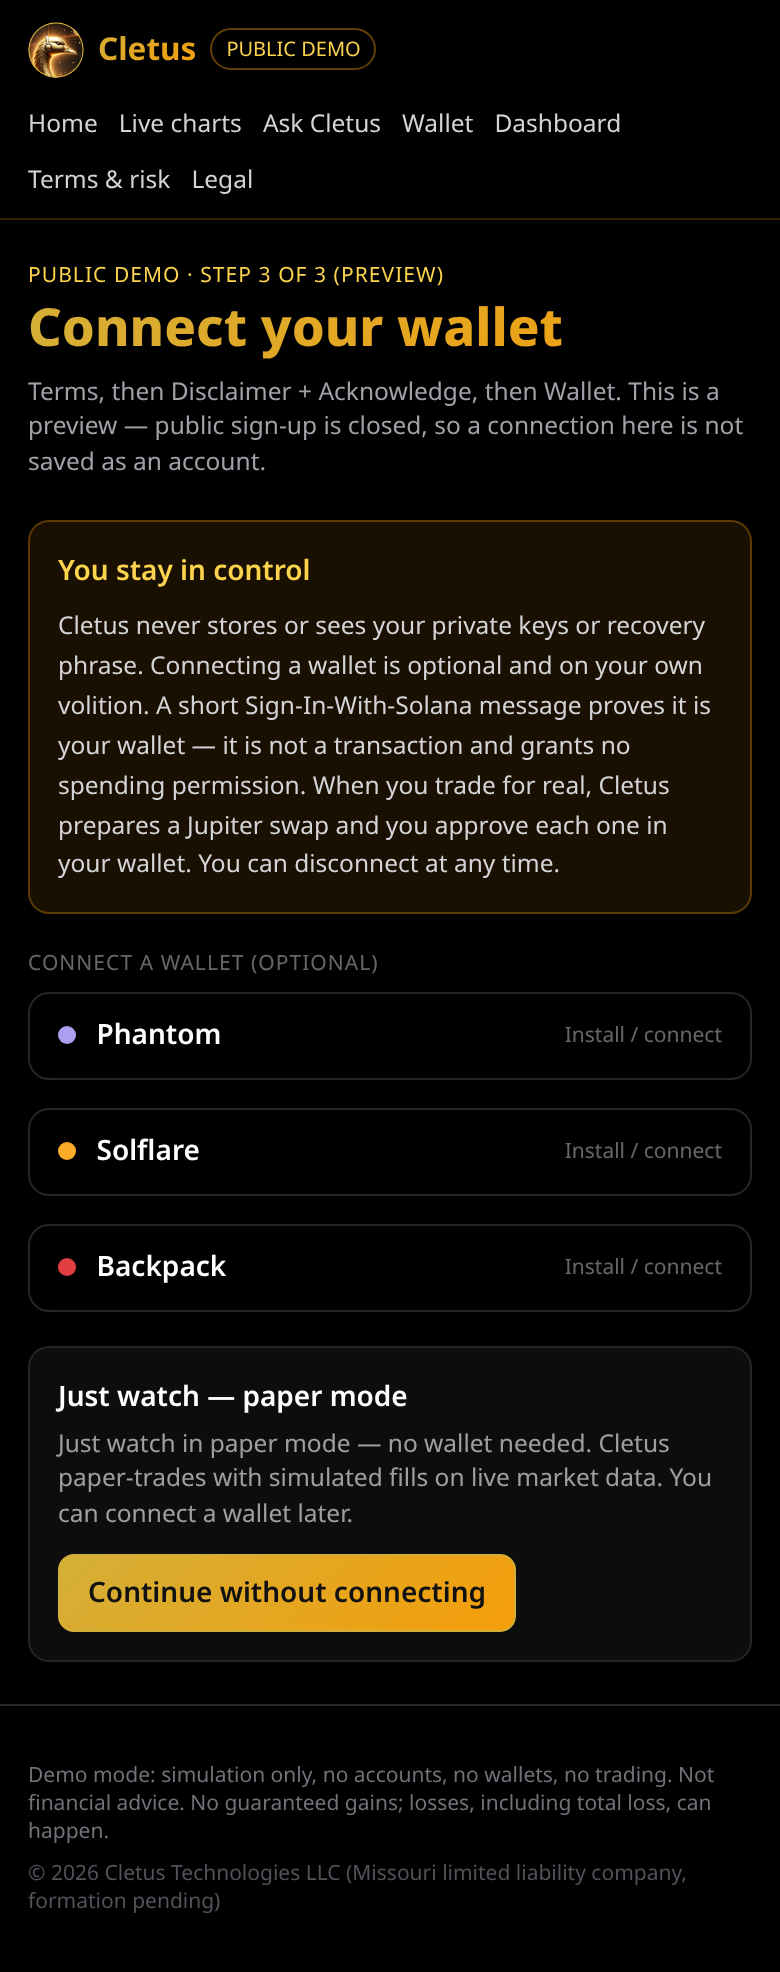 Cletus PUBLIC DEMO
Home Live charts Ask Cletus Wallet Dashboard
Terms & risk Legal
PUBLIC DEMO · STEP 3 OF 3 (PREVIEW)
Connect your wallet
Terms, then Disclaimer + Acknowledge, then Wallet. This is a
preview — public sign-up is closed, so a connection here is not
saved as an account.
You stay in control
Cletus never stores or sees your private keys or recovery
phrase. Connecting a wallet is optional and on your own
volition. A short Sign-In-With-Solana message proves it is
your wallet — it is not a transaction and grants no
spending permission. When you trade for real, Cletus
prepares a Jupiter swap and you approve each one in
your wallet. You can disconnect at any time.
CONNECT A WALLET (OPTIONAL)
Phantom Install / connect
Solflare Install / connect
Backpack Install / connect
Just watch — paper mode
Just watch in paper mode — no wallet needed. Cletus
paper-trades with simulated fills on live market data. You
can connect a wallet later.
Continue without connecting
Demo mode: simulation only, no accounts, no wallets, no trading. Not
financial advice. No guaranteed gains; losses, including total loss, can
happen.
© 2026 Cletus Technologies LLC (Missouri limited liability company,
formation pending)